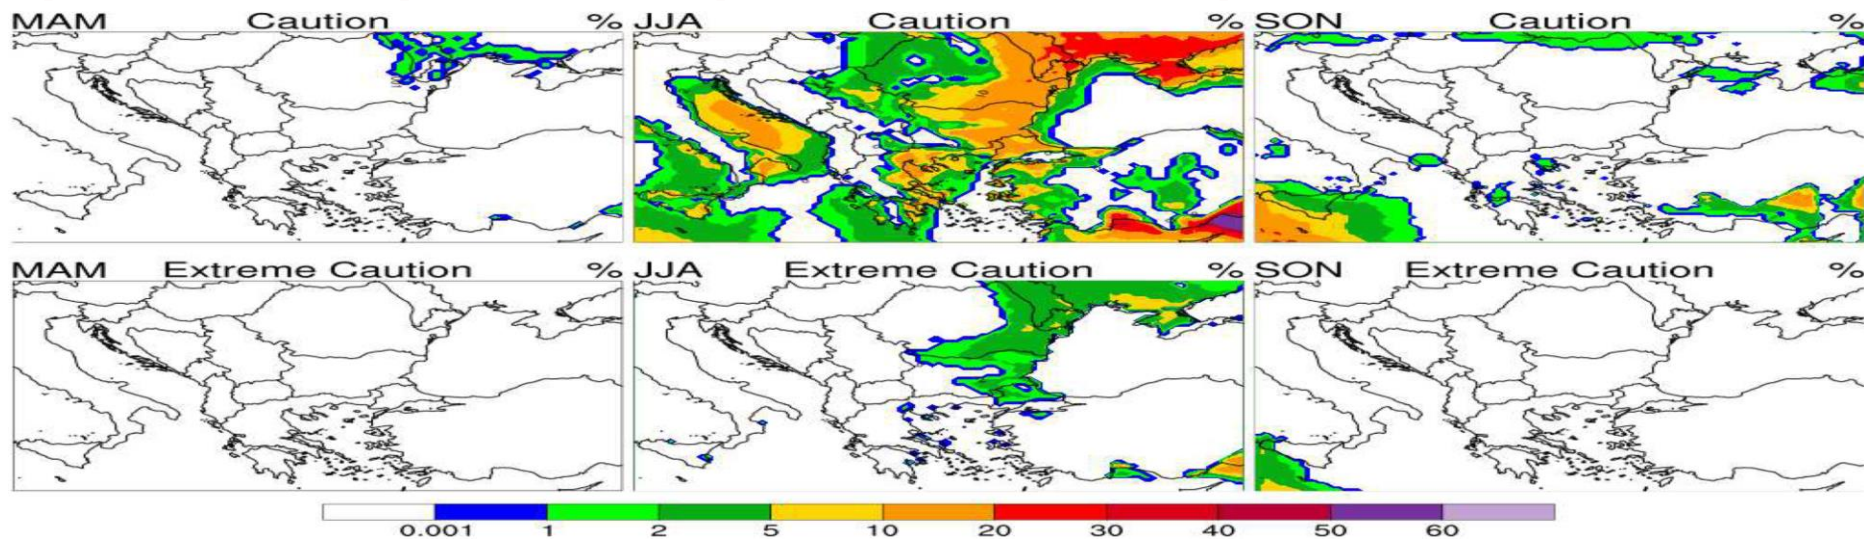 MAM Caution % JJA Caution % SON Caution %
MAM Extreme Caution % JJA Extreme Caution % SON Extreme Caution %
0.001 1 2 5 10 20 30 40 50 60